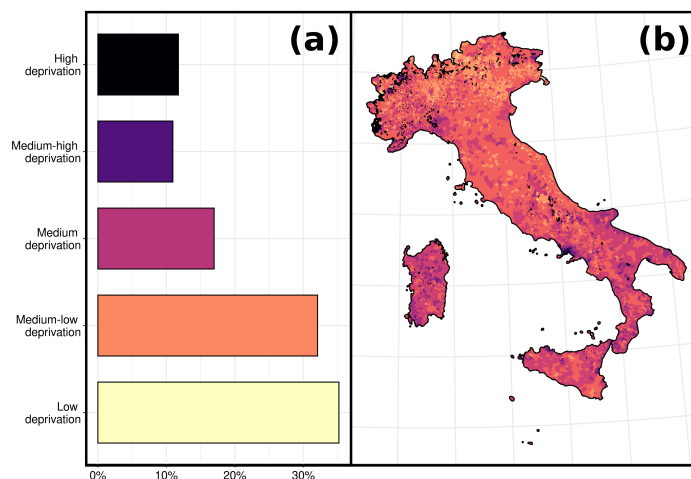 (a)
(b)
High
deprivation
Medium-high
deprivation
Medium
deprivation
Medium-low
deprivation
Low
deprivation
0%
10%
20%
30%